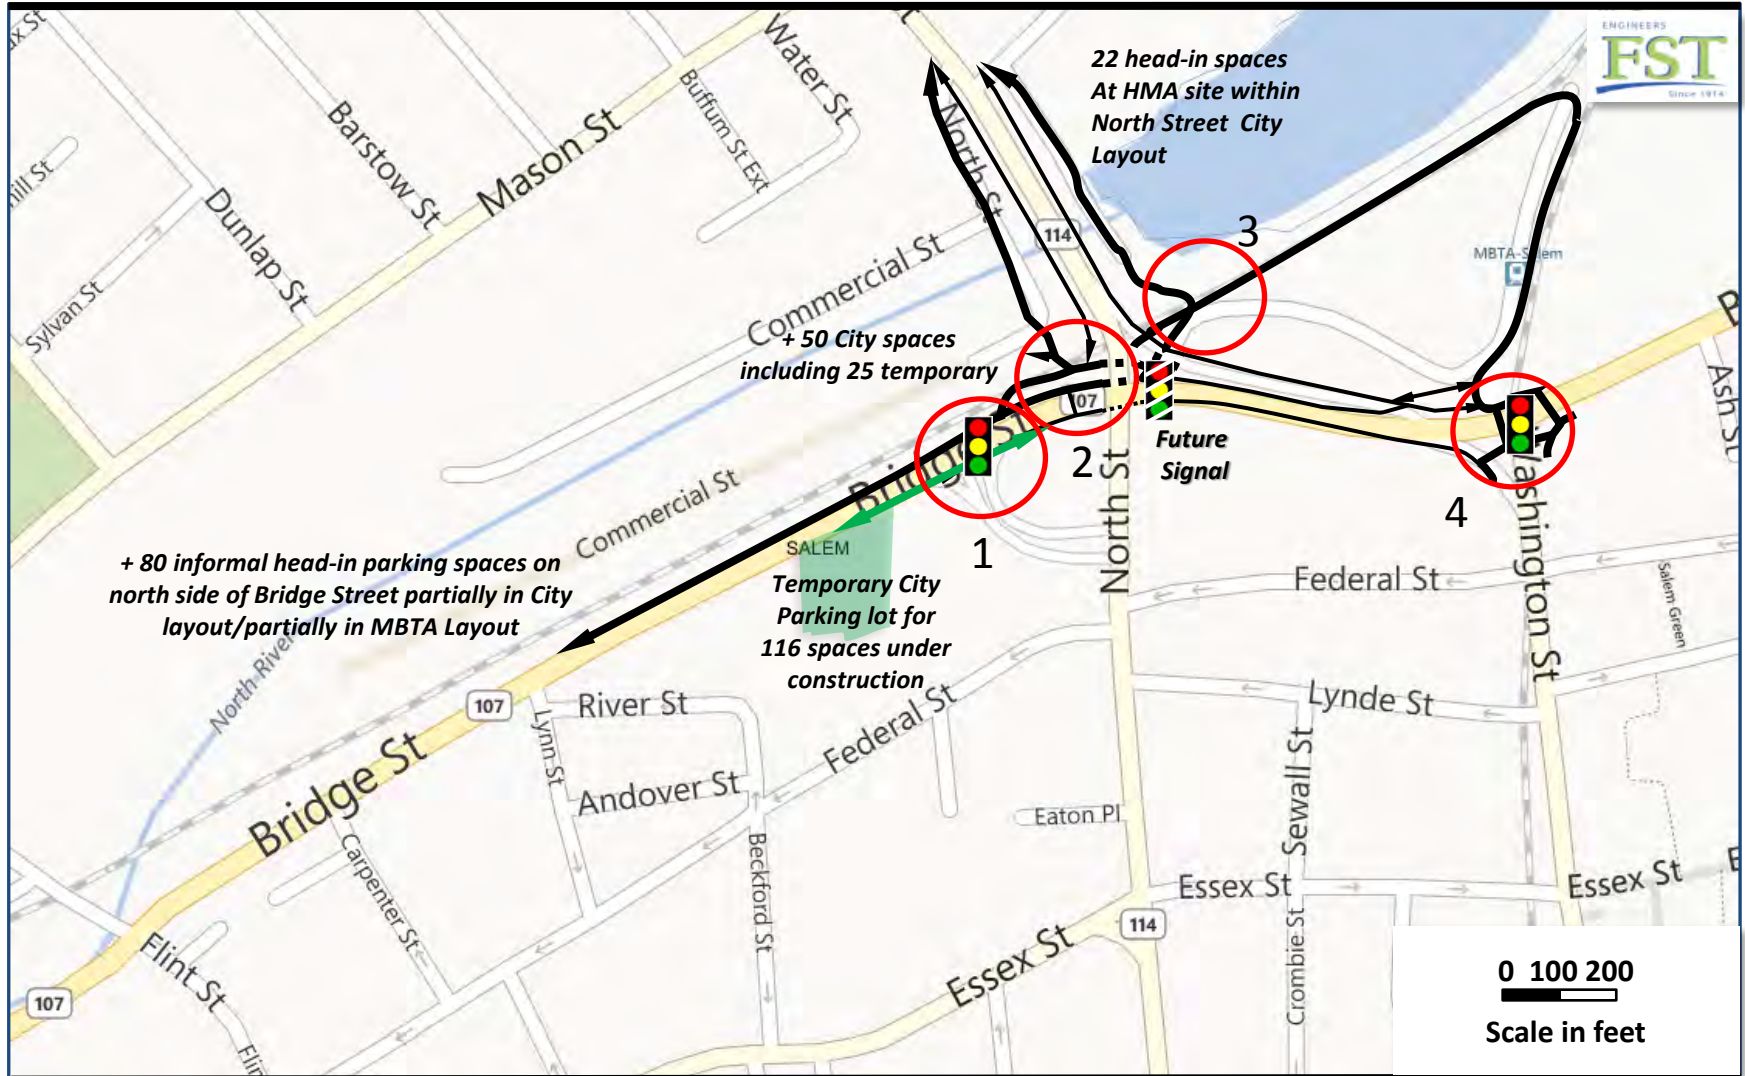 ENGINEERS
FST
Since 1914
22 head-in spaces
At HMA site within
North Street City
Layout
Water St
Buffum St Ext
Barstow St
Mason St
North St
114
3
MBTA-Salem
Dunlap St
Sylvan St
Commercial St
+ 50 City spaces
including 25 temporary
107
Future
Signal
2
Ash St
Bridge St
1
4
Washington St
Commercial St
North St
SALEM
Temporary City
Parking lot for
116 spaces under
construction
+ 80 informal head-in parking spaces on
north side of Bridge Street partially in City
layout/partially in MBTA Layout
Federal St
Salem Green
North River
107
River St
Lynn St
Federal St
Lynde St
Andover St
Bridge St
Eaton Pl
Sewall St
Carpenter St
Beckford St
Essex St
Essex St
Essex St
114
Crombie St
Flint St
107
0 100 200
Scale in feet